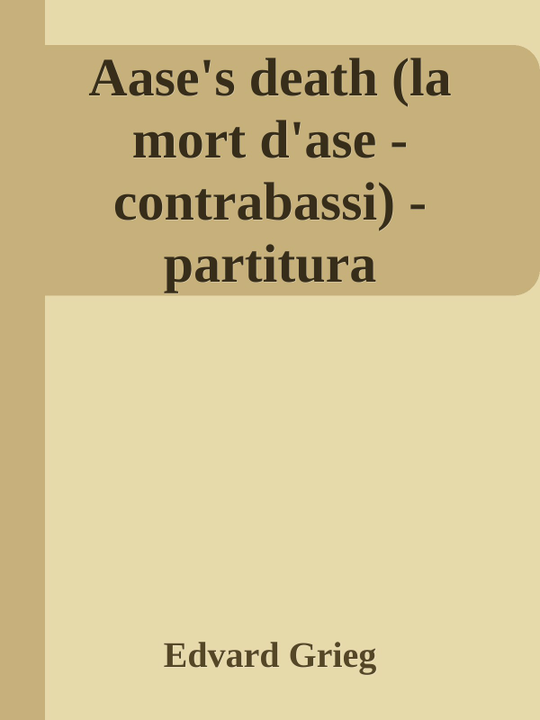 Aase's death (la
mort d'ase -
contrabassi) -
partitura
Edvard Grieg